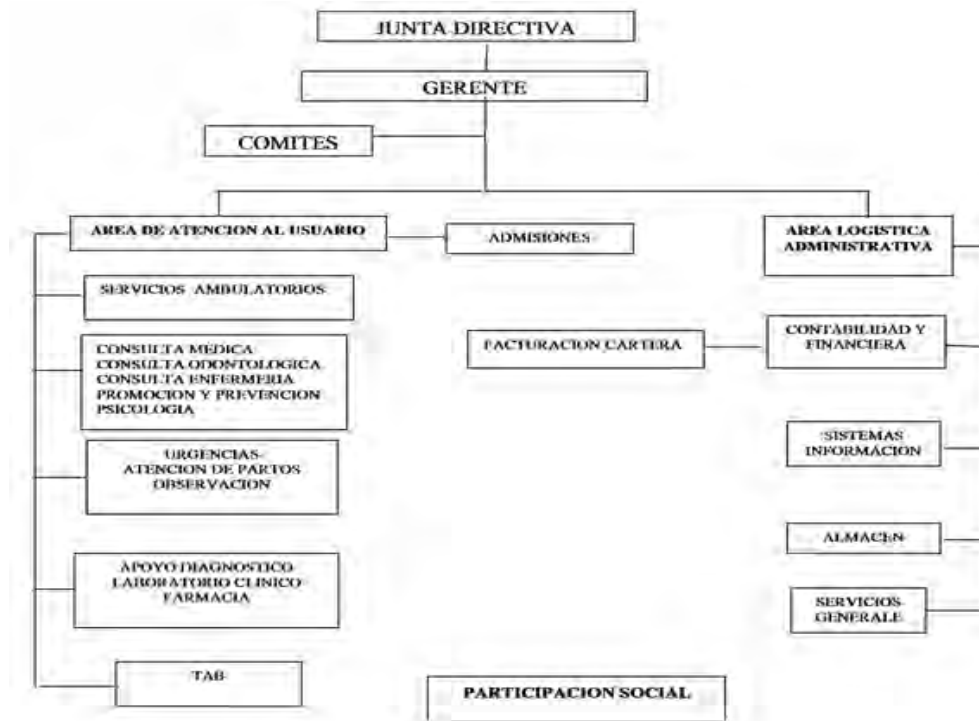 JUNTA DIRECTIVA
GERENTE
COMITES
AREA DE ATENCION AL USUARIO
ADMISIONES
AREA LOGISTICA
ADMINISTRATIVA
SERVICIOS AMBULATORIOS
CONSULTA MEDICA
CONSULTA ODONTOLOGICA
CONSULTA ENFERMERIA
PROMOCION Y PREVENCION
PSICOLOGIA
FACTURACION CARTERA
CONTABILIDAD Y
FINANCIERA
URGENCIAS
ATENCION DE PARTOS
OBSERVACION
SISTEMAS
INFORMACION
APOYO DIAGNOSTICO
LABORATORIO CLINICO
FARMACIA
ALMACEN
SERVICIOS
GENERALE
TAB
PARTICIPACION SOCIAL